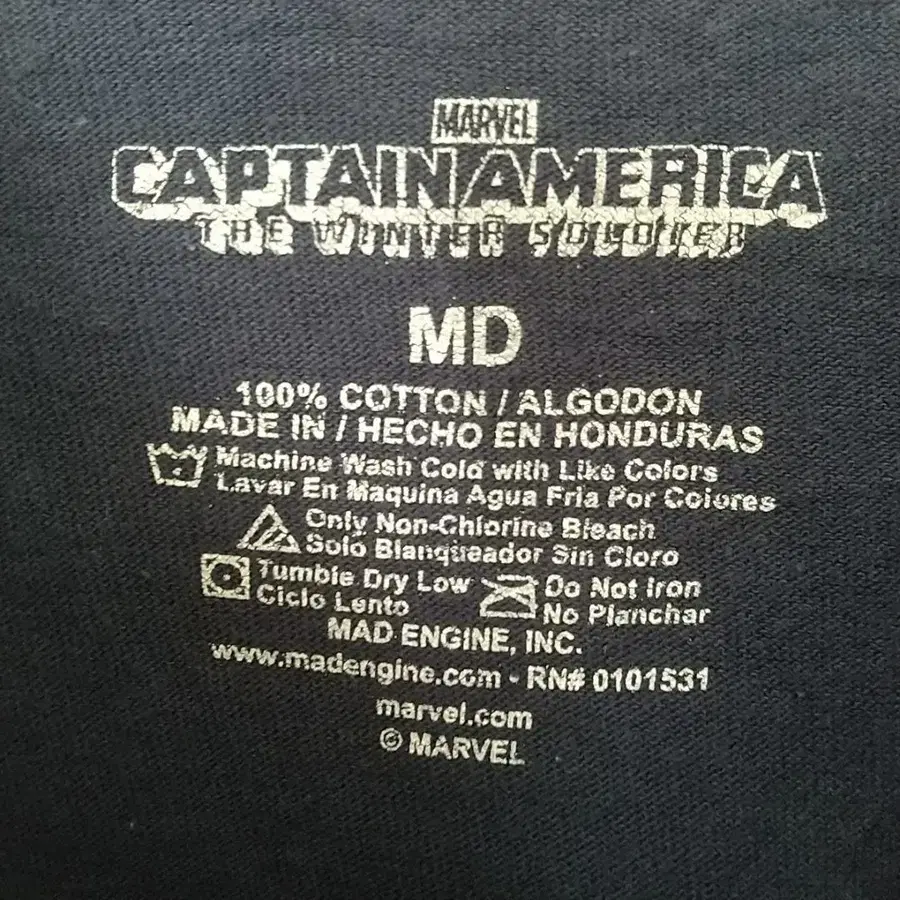 MARVEL
CAPTAIN AMERICA
THE WINTER SOLDIER
MD
100% COTTON / ALGODON
MADE IN / HECHO EN HONDURAS
Machine Wash Cold with Like Colors
Lavar En Maquina Agua Fria Por Colores
Only Non-Chlorine Bleach
Solo Blanqueador Sin Cloro
Tumble Dry Low
Ciclo Lento
Do Not Iron
No Planchar
MAD ENGINE, INC.
www.madengine.com - RN# 0101531
marvel.com
© MARVEL